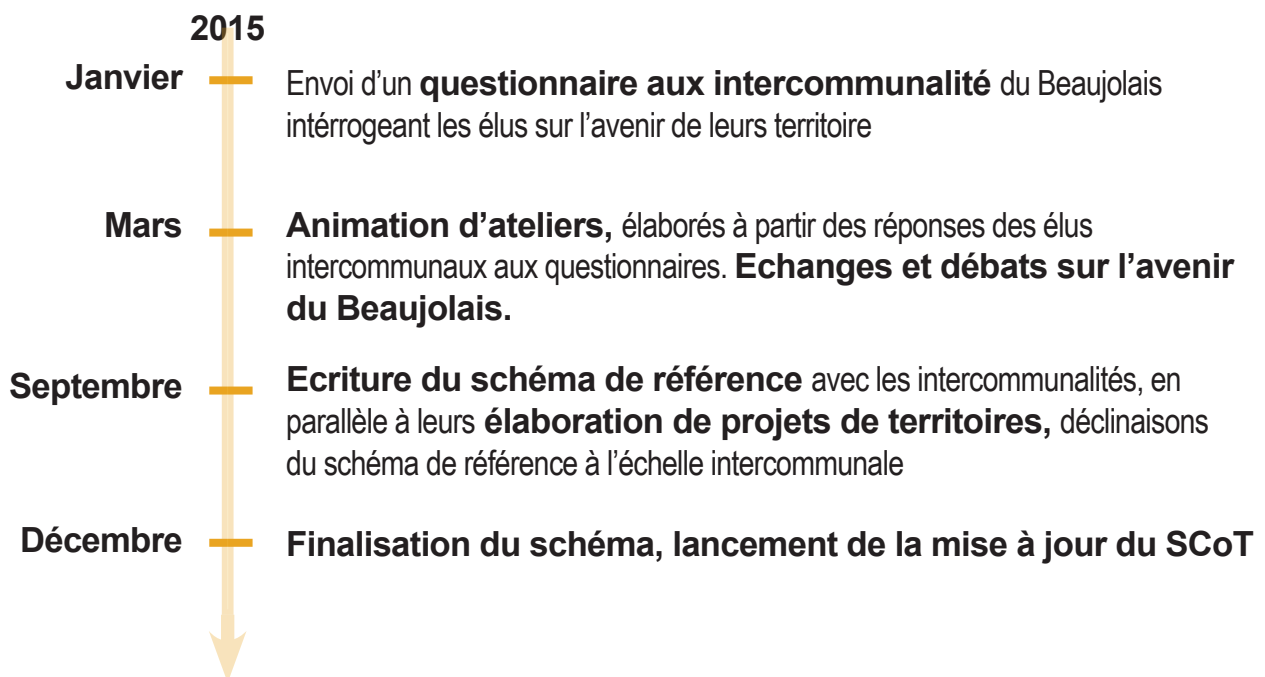 2015
Janvier
Envoi d’un questionnaire aux intercommunalité du Beaujolais
intérrogeant les élus sur l’avenir de leurs territoire
Mars
Animation d’ateliers, élaborés à partir des réponses des élus
intercommunaux aux questionnaires. Echanges et débats sur l’avenir
du Beaujolais.
Septembre
Ecriture du schéma de référence avec les intercommunalités, en
parallèle à leurs élaboration de projets de territoires, déclinaisons
du schéma de référence à l’échelle intercommunale
Décembre
Finalisation du schéma, lancement de la mise à jour du SCoT